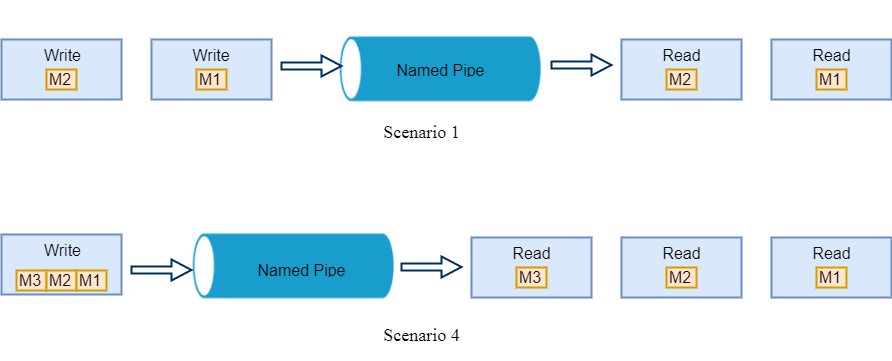 Write
M2
Write
M1
Named Pipe
Read
M2
Read
M1
Scenario 1
Write
M3 M2 M1
Named Pipe
Read
M3
Read
M2
Read
M1
Scenario 4